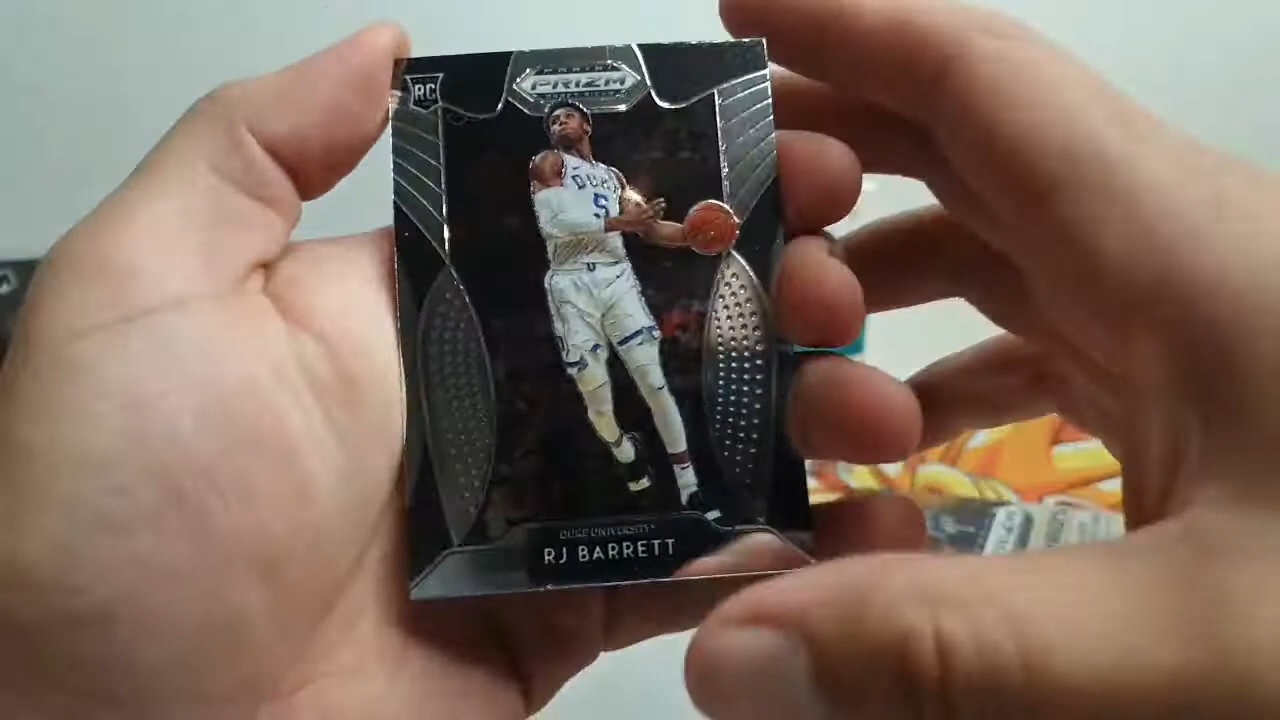 RC
PANINI
PRIZM
DRAFT PICKS
DUKE
5
DUKE UNIVERSITY
RJ BARRETT